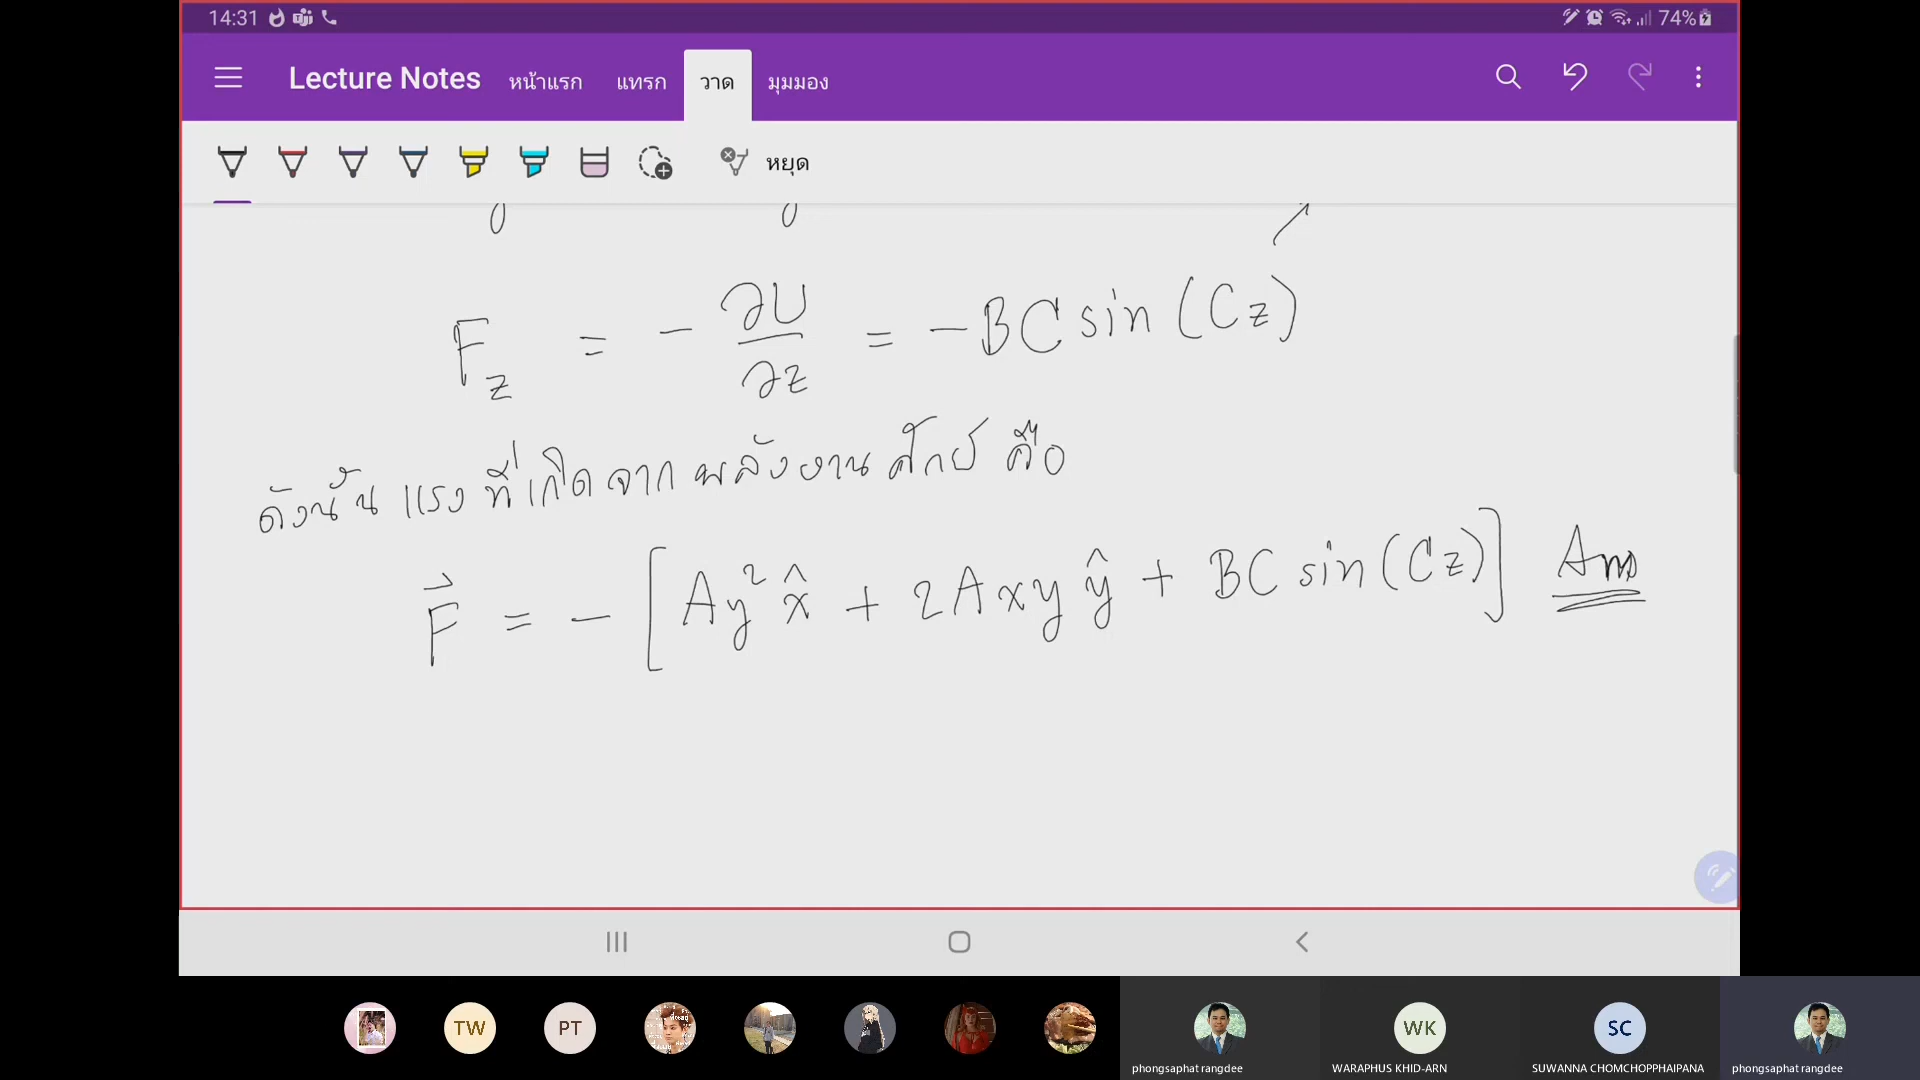 14:31 74%
Lecture Notes หน้าแรก แทรก วาด มุมมอง
หยุด
F_z = - ∂U/∂z = -BC sin (Cz)
ดังนั้น แรง ที่เกิดจาก พลังงานศักย์ คือ
F⃗ = - [Ay² x̂ + 2Axy ŷ + BC sin (Cz)] Ans
TW PT WK SC
phongsaphat rangdee WARAPHUS KHID-ARN SUWANNA CHOMCHOPPHAIPANA phongsaphat rangdee